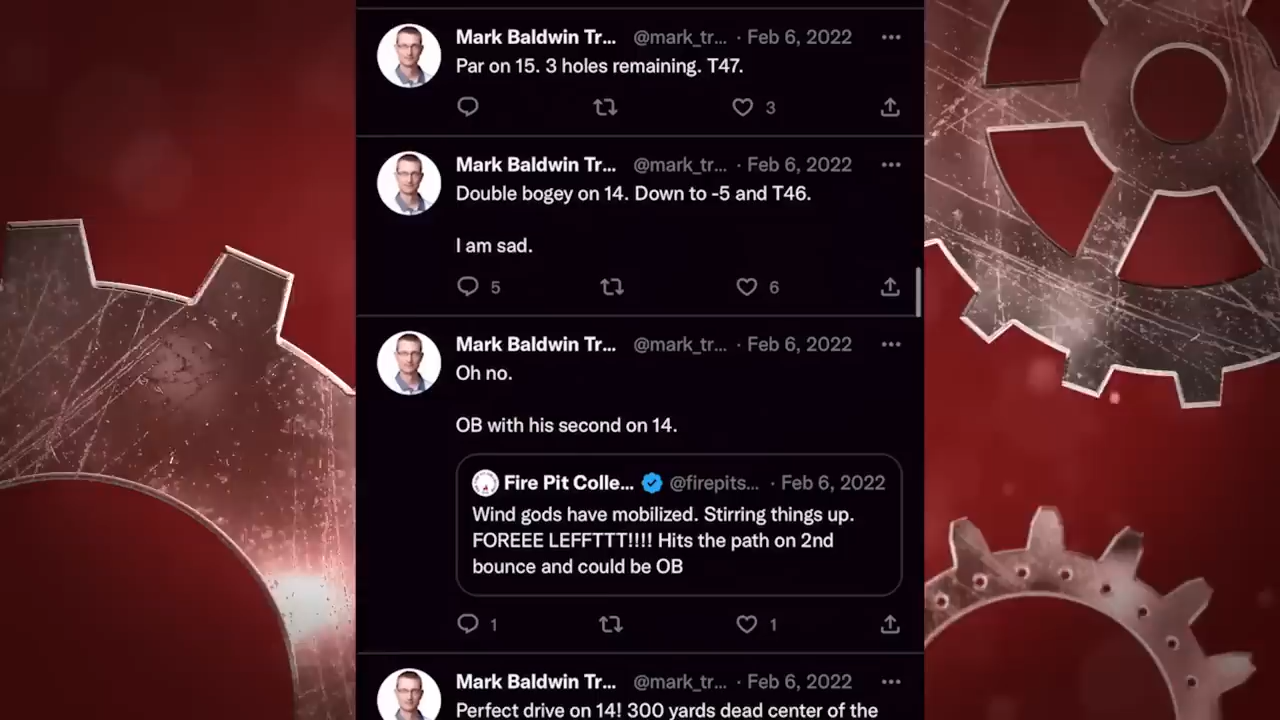 Mark Baldwin Tr... @mark_tr... · Feb 6, 2022
Par on 15. 3 holes remaining. T47.
3
Mark Baldwin Tr... @mark_tr... · Feb 6, 2022
Double bogey on 14. Down to -5 and T46.
I am sad.
5 6
Mark Baldwin Tr... @mark_tr... · Feb 6, 2022
Oh no.
OB with his second on 14.
Fire Pit Colle... @firepits... · Feb 6, 2022
Wind gods have mobilized. Stirring things up.
FOREEE LEFFTTT!!!! Hits the path on 2nd
bounce and could be OB
1 1
Mark Baldwin Tr... @mark_tr... · Feb 6, 2022
Perfect drive on 14! 300 yards dead center of the